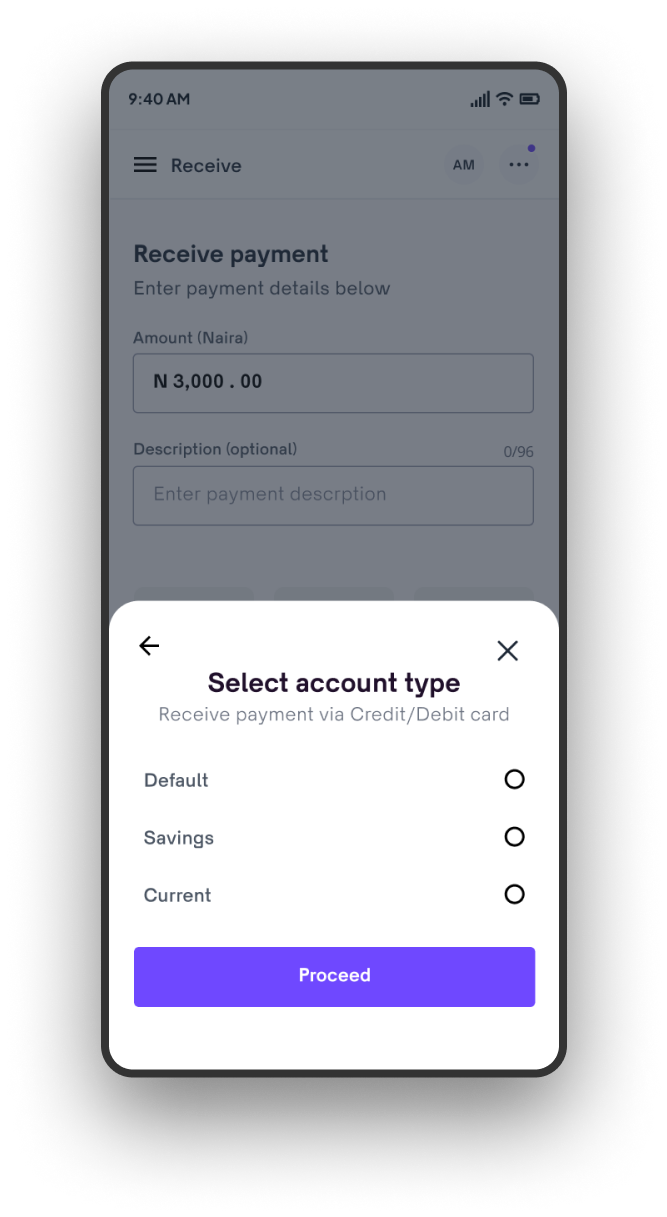 9:40 AM
Receive
AM
Receive payment
Enter payment details below
Amount (Naira)
N 3,000 . 00
Description (optional) 0/96
Enter payment descrption
Select account type
Receive payment via Credit/Debit card
Default
Savings
Current
Proceed